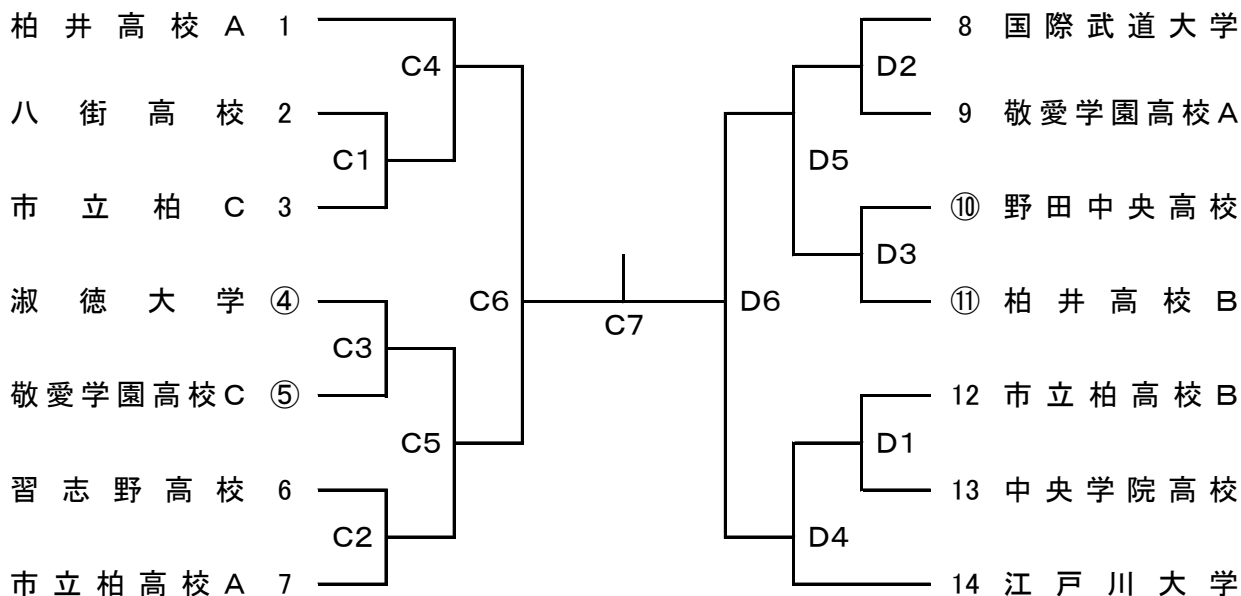 柏井高校A 1
C4
八街高校 2
C1
市立柏C 3
淑徳大学 ④
C6
C3
敬愛学園高校C ⑤
C5
習志野高校 6
C2
市立柏高校A 7
C7
8 国際武道大学
D2
9 敬愛学園高校A
D5
⑩ 野田中央高校
D3
⑪ 柏井高校B
D6
12 市立柏高校B
D1
13 中央学院高校
D4
14 江戸川大学